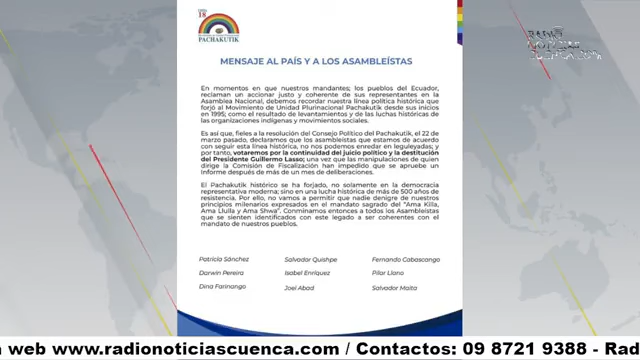 LISTA
18
PACHAKUTIK
MENSAJE AL PAÍS Y A LOS ASAMBLEÍSTAS
En momentos que nuestros mandantes; los pueblos del Ecuador,
reclaman un accionar justo y coherente de sus representantes en la
Asamblea Nacional, debemos recordar nuestra línea política histórica que
forjó al Movimiento de Unidad Plurinacional Pachakutik desde sus inicios
en 1995; como el resultado de levantamientos y de las luchas históricas de
las organizaciones indígenas y movimientos sociales.
Es así que, fieles a la resolución del Consejo Político del Pachakutik, el 22 de
marzo pasado, declaramos que los asambleístas que estamos de acuerdo
con seguir esta línea histórica, no nos podemos enredar en leguleyadas; y
por tanto, votaremos por la continuidad del juicio político y la destitución
del Presidente Guillermo Lasso; una vez que las manipulaciones de quien
dirige la Comisión de Fiscalización han impedido que se apruebe un
Informe después de más de un mes de deliberaciones.
El Pachakutik histórico se ha forjado, no solamente en la democracia
representativa moderna; sino en una lucha histórica de más de 500 años de
resistencia. Por ello, no vamos a permitir que nadie denigre de nuestros
principios milenarios expresados en el mandato sagrado del "Ama Killa,
Ama Llulla y Ama Shwa". Conminamos entonces a todos los Asambleístas
que se sienten identificados con este legado a ser coherentes con el
mandato de nuestros pueblos.
Patricia Sánchez Salvador Quishpe Fernando Cabascango
Darwin Pereira Isabel Enríquez Pilar Llano
Dina Farinango Joel Abad Salvador Maita
web www.radionoticiascuenca.com / Contactos: 09 8721 9388 - Rad